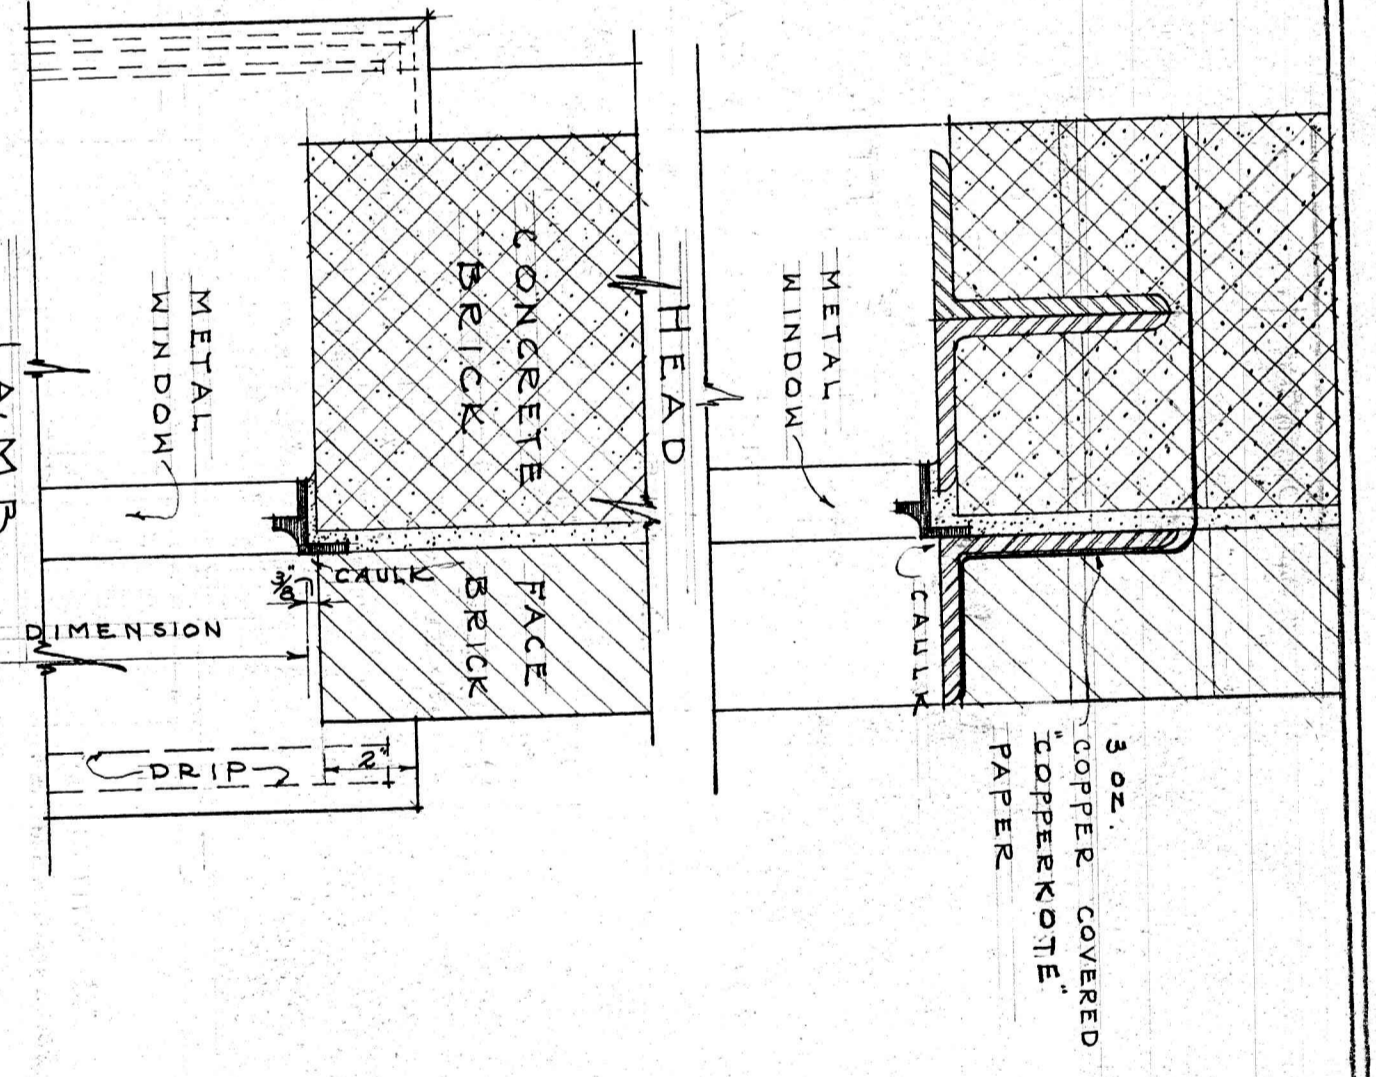 3 OZ.
COPPER COVERED
"COPPERKOTE"
PAPER
CAULK
METAL
WINDOW
HEAD
CONCRETE
BRICK
FACE
BRICK
CAULK
3/8"
METAL
WINDOW
DIMENSION
2"
DRIP
JAMB